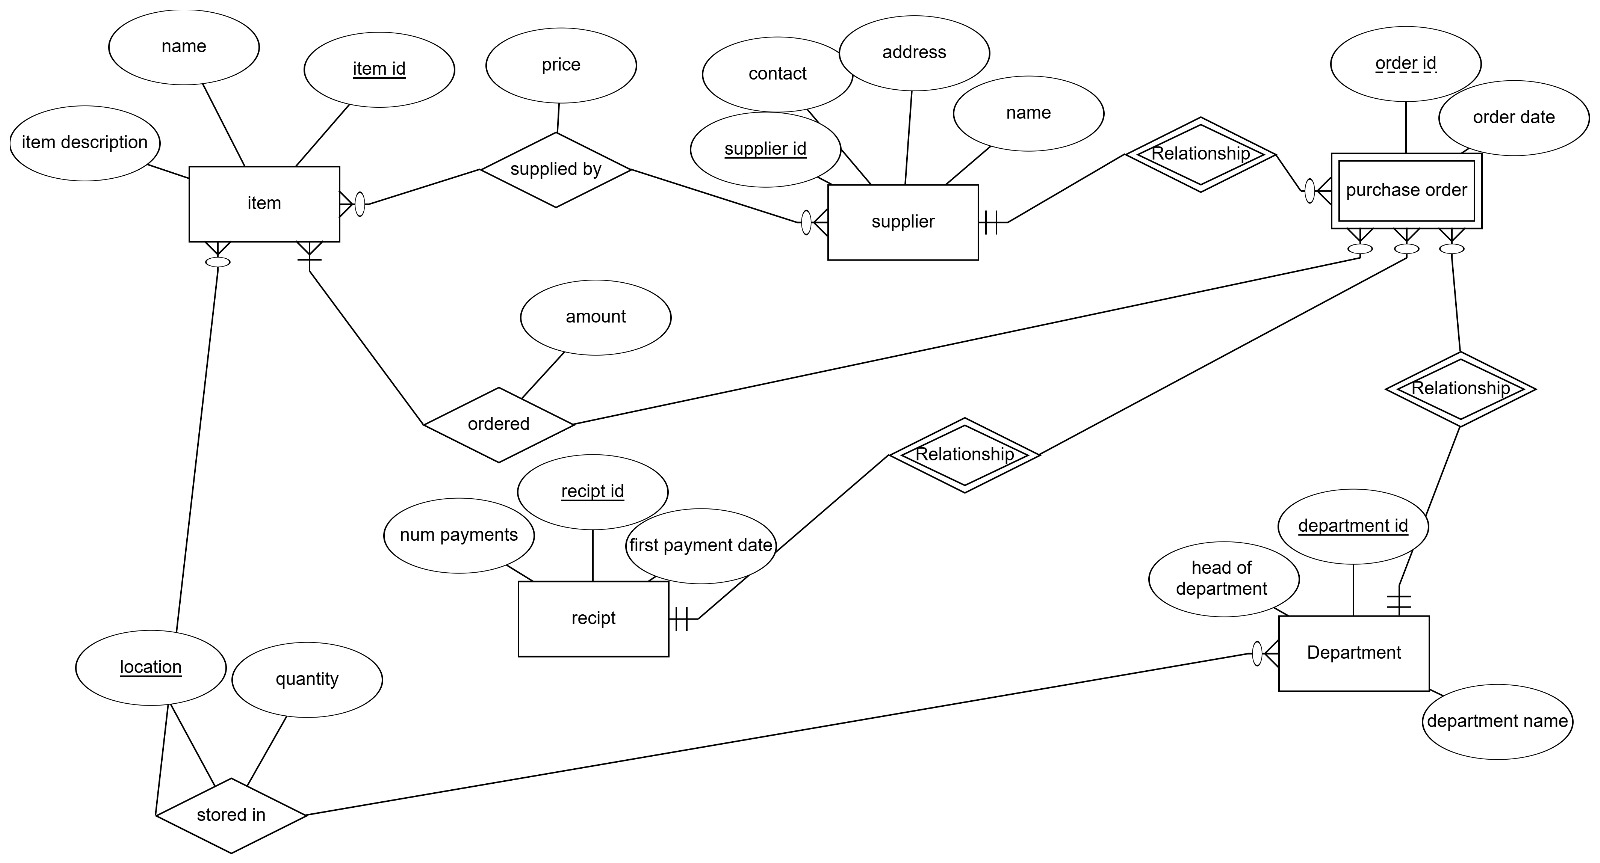 name
item id
price
address
contact
order id
item description
name
order date
supplier id
supplied by
Relationship
item
supplier
purchase order
amount
ordered
Relationship
Relationship
recipt id
num payments
first payment date
department id
head of
department
recipt
Department
location
quantity
department name
stored in